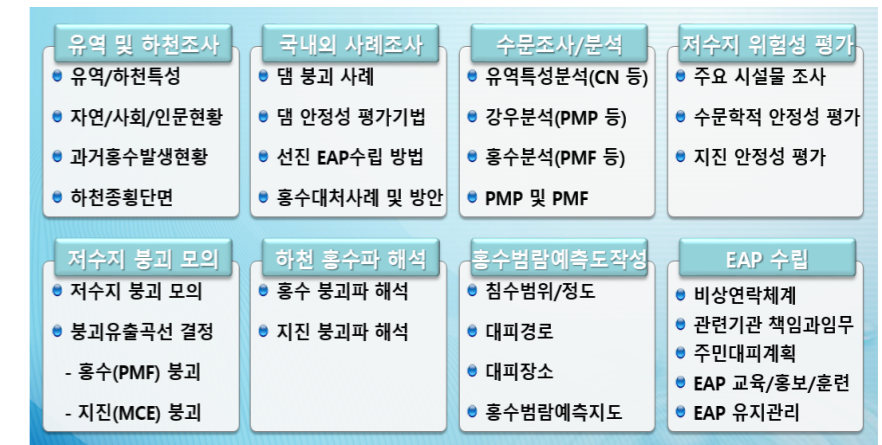 유역 및 하천조사
유역/하천특성
자연/사회/인문현황
과거홍수발생현황
하천종횡단면
국내외 사례조사
댐 붕괴 사례
댐 안정성 평가기법
선진 EAP수립 방법
홍수대처사례 및 방안
수문조사/분석
유역특성분석(CN 등)
강우분석(PMP 등)
홍수분석(PMF 등)
PMP 및 PMF
저수지 위험성 평가
주요 시설물 조사
수문학적 안정성 평가
지진 안정성 평가
저수지 붕괴 모의
저수지 붕괴 모의
붕괴유출곡선 결정
- 홍수(PMF) 붕괴
- 지진(MCE) 붕괴
하천 홍수파 해석
홍수 붕괴파 해석
지진 붕괴파 해석
홍수범람예측도작성
침수범위/정도
대피경로
대피장소
홍수범람예측지도
EAP 수립
비상연락체계
관련기관 책임과임무
주민대피계획
EAP 교육/홍보/훈련
EAP 유지관리